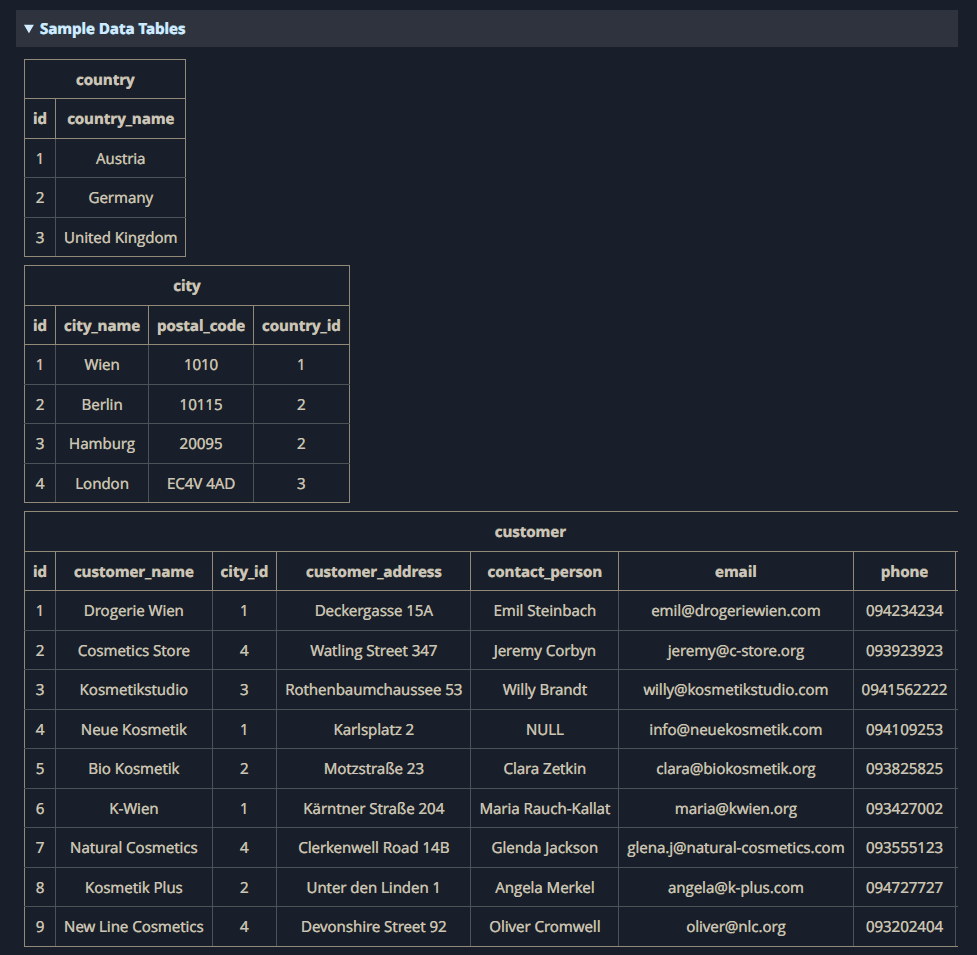 ▼ Sample Data Tables
country
id country_name
1 Austria
2 Germany
3 United Kingdom
city
id city_name postal_code country_id
1 Wien 1010 1
2 Berlin 10115 2
3 Hamburg 20095 2
4 London EC4V 4AD 3
customer
id customer_name city_id customer_address contact_person email phone
1 Drogerie Wien 1 Deckergasse 15A Emil Steinbach emil@drogeriewien.com 094234234
2 Cosmetics Store 4 Watling Street 347 Jeremy Corbyn jeremy@c-store.org 093923923
3 Kosmetikstudio 3 Rothenbaumchaussee 53 Willy Brandt willy@kosmetikstudio.com 0941562222
4 Neue Kosmetik 1 Karlsplatz 2 NULL info@neuekosmetik.com 094109253
5 Bio Kosmetik 2 Motzstraße 23 Clara Zetkin clara@biokosmetik.org 093825825
6 K-Wien 1 Kärntner Straße 204 Maria Rauch-Kallat maria@kwien.org 093427002
7 Natural Cosmetics 4 Clerkenwell Road 14B Glenda Jackson glena.j@natural-cosmetics.com 093555123
8 Kosmetik Plus 2 Unter den Linden 1 Angela Merkel angela@k-plus.com 094727727
9 New Line Cosmetics 4 Devonshire Street 92 Oliver Cromwell oliver@nlc.org 093202404